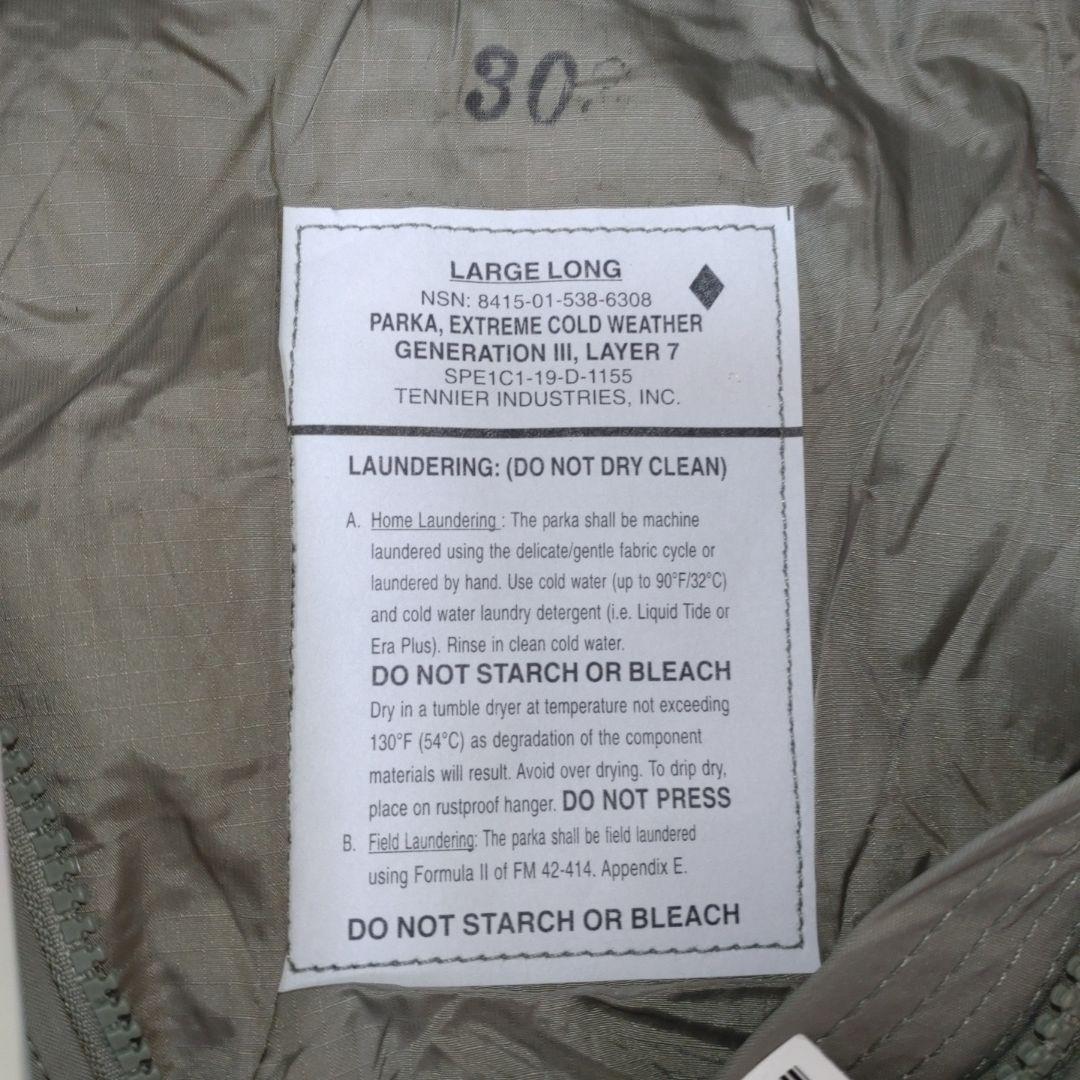 30
LARGE LONG
NSN: 8415-01-538-6308
PARKA, EXTREME COLD WEATHER
GENERATION III, LAYER 7
SPE1C1-19-D-1155
TENNIER INDUSTRIES, INC.
LAUNDERING: (DO NOT DRY CLEAN)
A. Home Laundering : The parka shall be machine
laundered using the delicate/gentle fabric cycle or
laundered by hand. Use cold water (up to 90°F/32°C)
and cold water laundry detergent (i.e. Liquid Tide or
Era Plus). Rinse in clean cold water.
DO NOT STARCH OR BLEACH
Dry in a tumble dryer at temperature not exceeding
130°F (54°C) as degradation of the component
materials will result. Avoid over drying. To drip dry,
place on rustproof hanger. DO NOT PRESS
B. Field Laundering: The parka shall be field laundered
using Formula II of FM 42-414. Appendix E.
DO NOT STARCH OR BLEACH